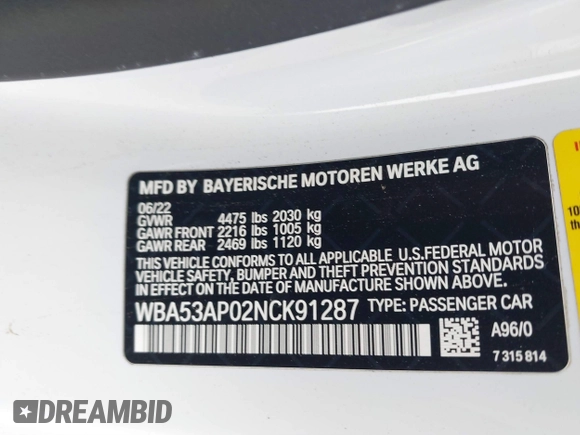 MFD BY BAYERISCHE MOTOREN WERKE AG
06/22
GVWR 4475 lbs 2030 kg
GAWR FRONT 2216 lbs 1005 kg
GAWR REAR 2469 lbs 1120 kg
THIS VEHICLE CONFORMS TO ALL APPLICABLE U.S.FEDERAL MOTOR
VEHICLE SAFETY, BUMPER AND THEFT PREVENTION STANDARDS IN
EFFECT ON THE DATE OF MANUFACTURE SHOWN ABOVE.
WBA53AP02NCK91287 TYPE: PASSENGER CAR
A96/0
7 315 814
10
th
DREAMBID